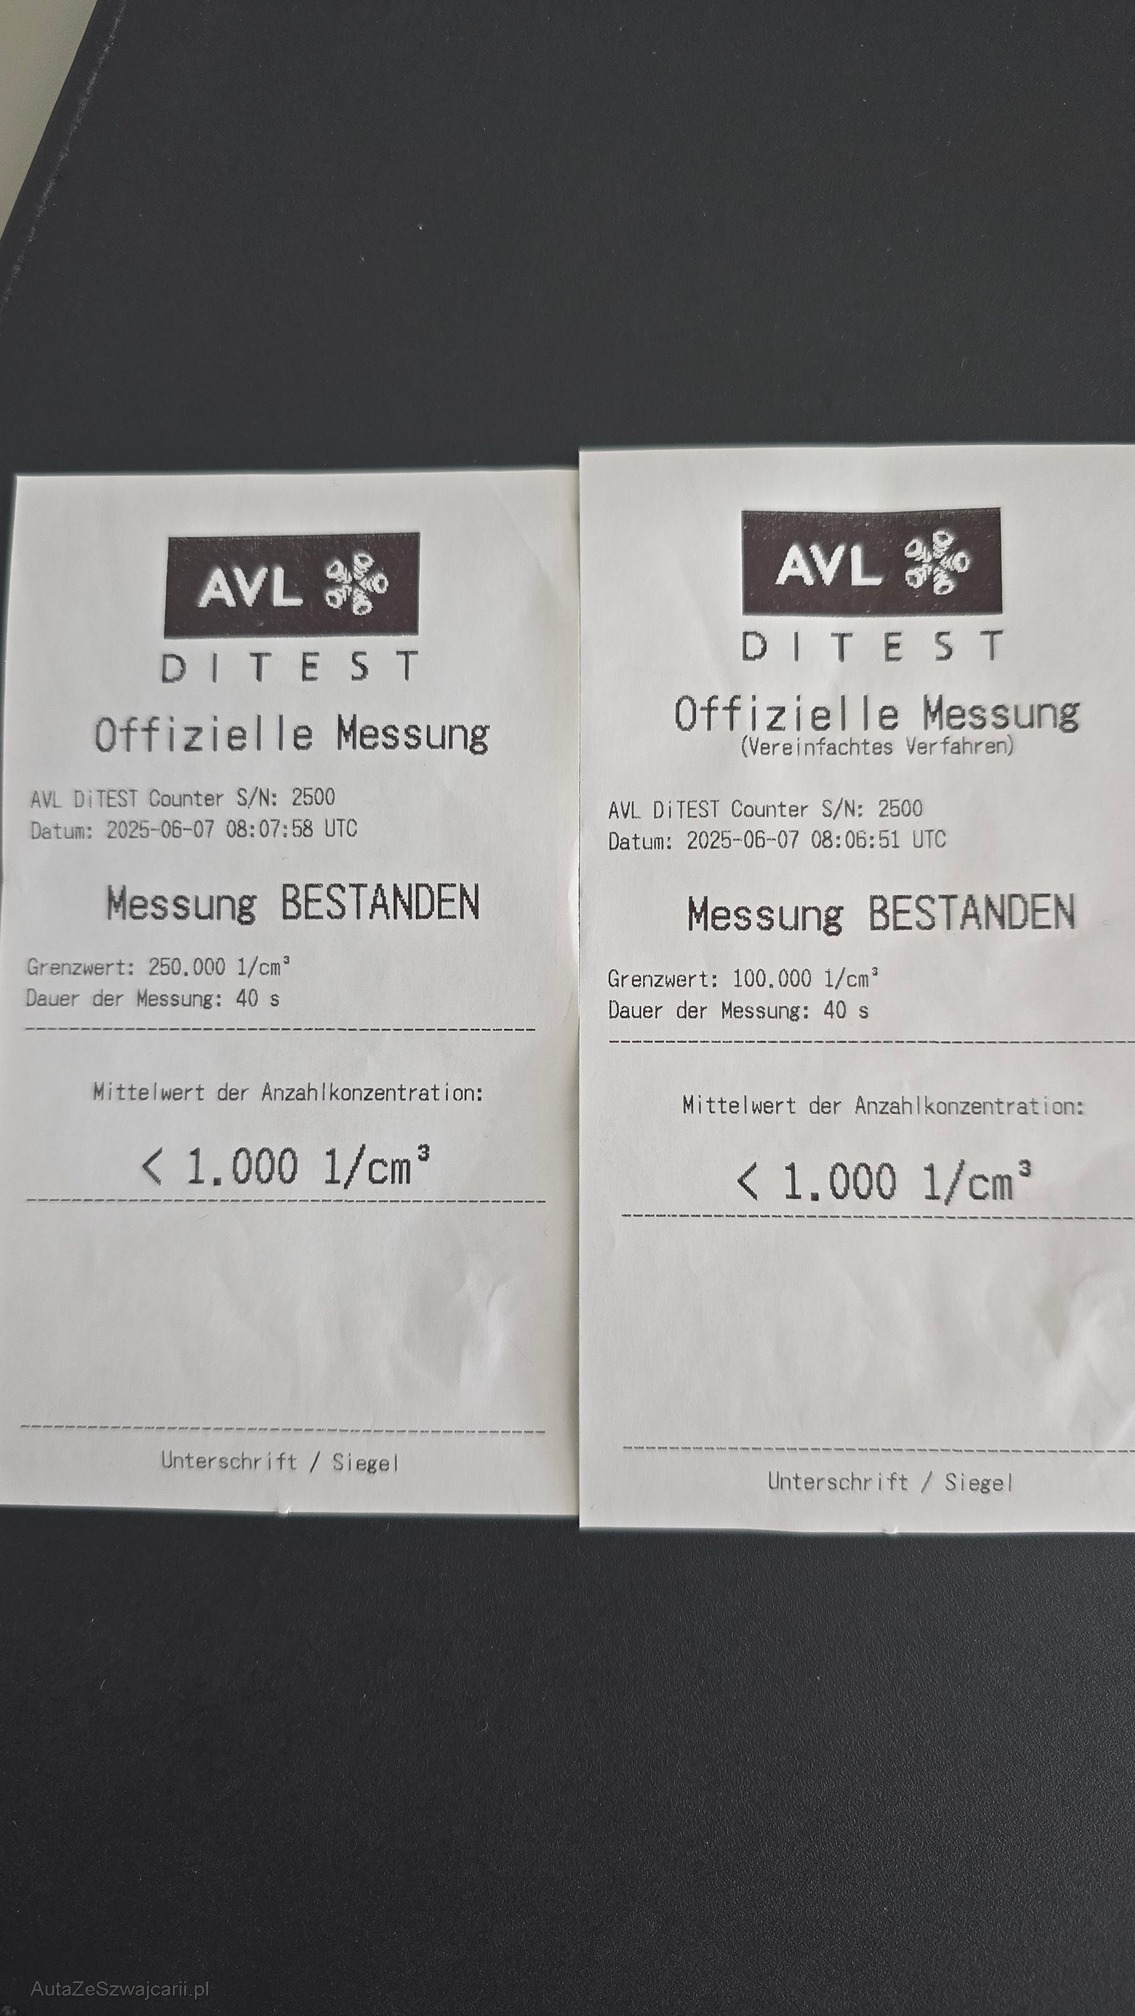 AVL
DITEST
Offizielle Messung
AVL DiTEST Counter S/N: 2500
Datum: 2025-06-07 08:07:58 UTC
Messung BESTANDEN
Grenzwert: 250.000 1/cm³
Dauer der Messung: 40 s
Mittelwert der Anzahlkonzentration:
< 1.000 1/cm³
Unterschrift / Siegel
AVL
DITEST
Offizielle Messung
(Vereinfachtes Verfahren)
AVL DiTEST Counter S/N: 2500
Datum: 2025-06-07 08:06:51 UTC
Messung BESTANDEN
Grenzwert: 100.000 1/cm³
Dauer der Messung: 40 s
Mittelwert der Anzahlkonzentration:
< 1.000 1/cm³
Unterschrift / Siegel
AutaZeSzwajcarii.pl